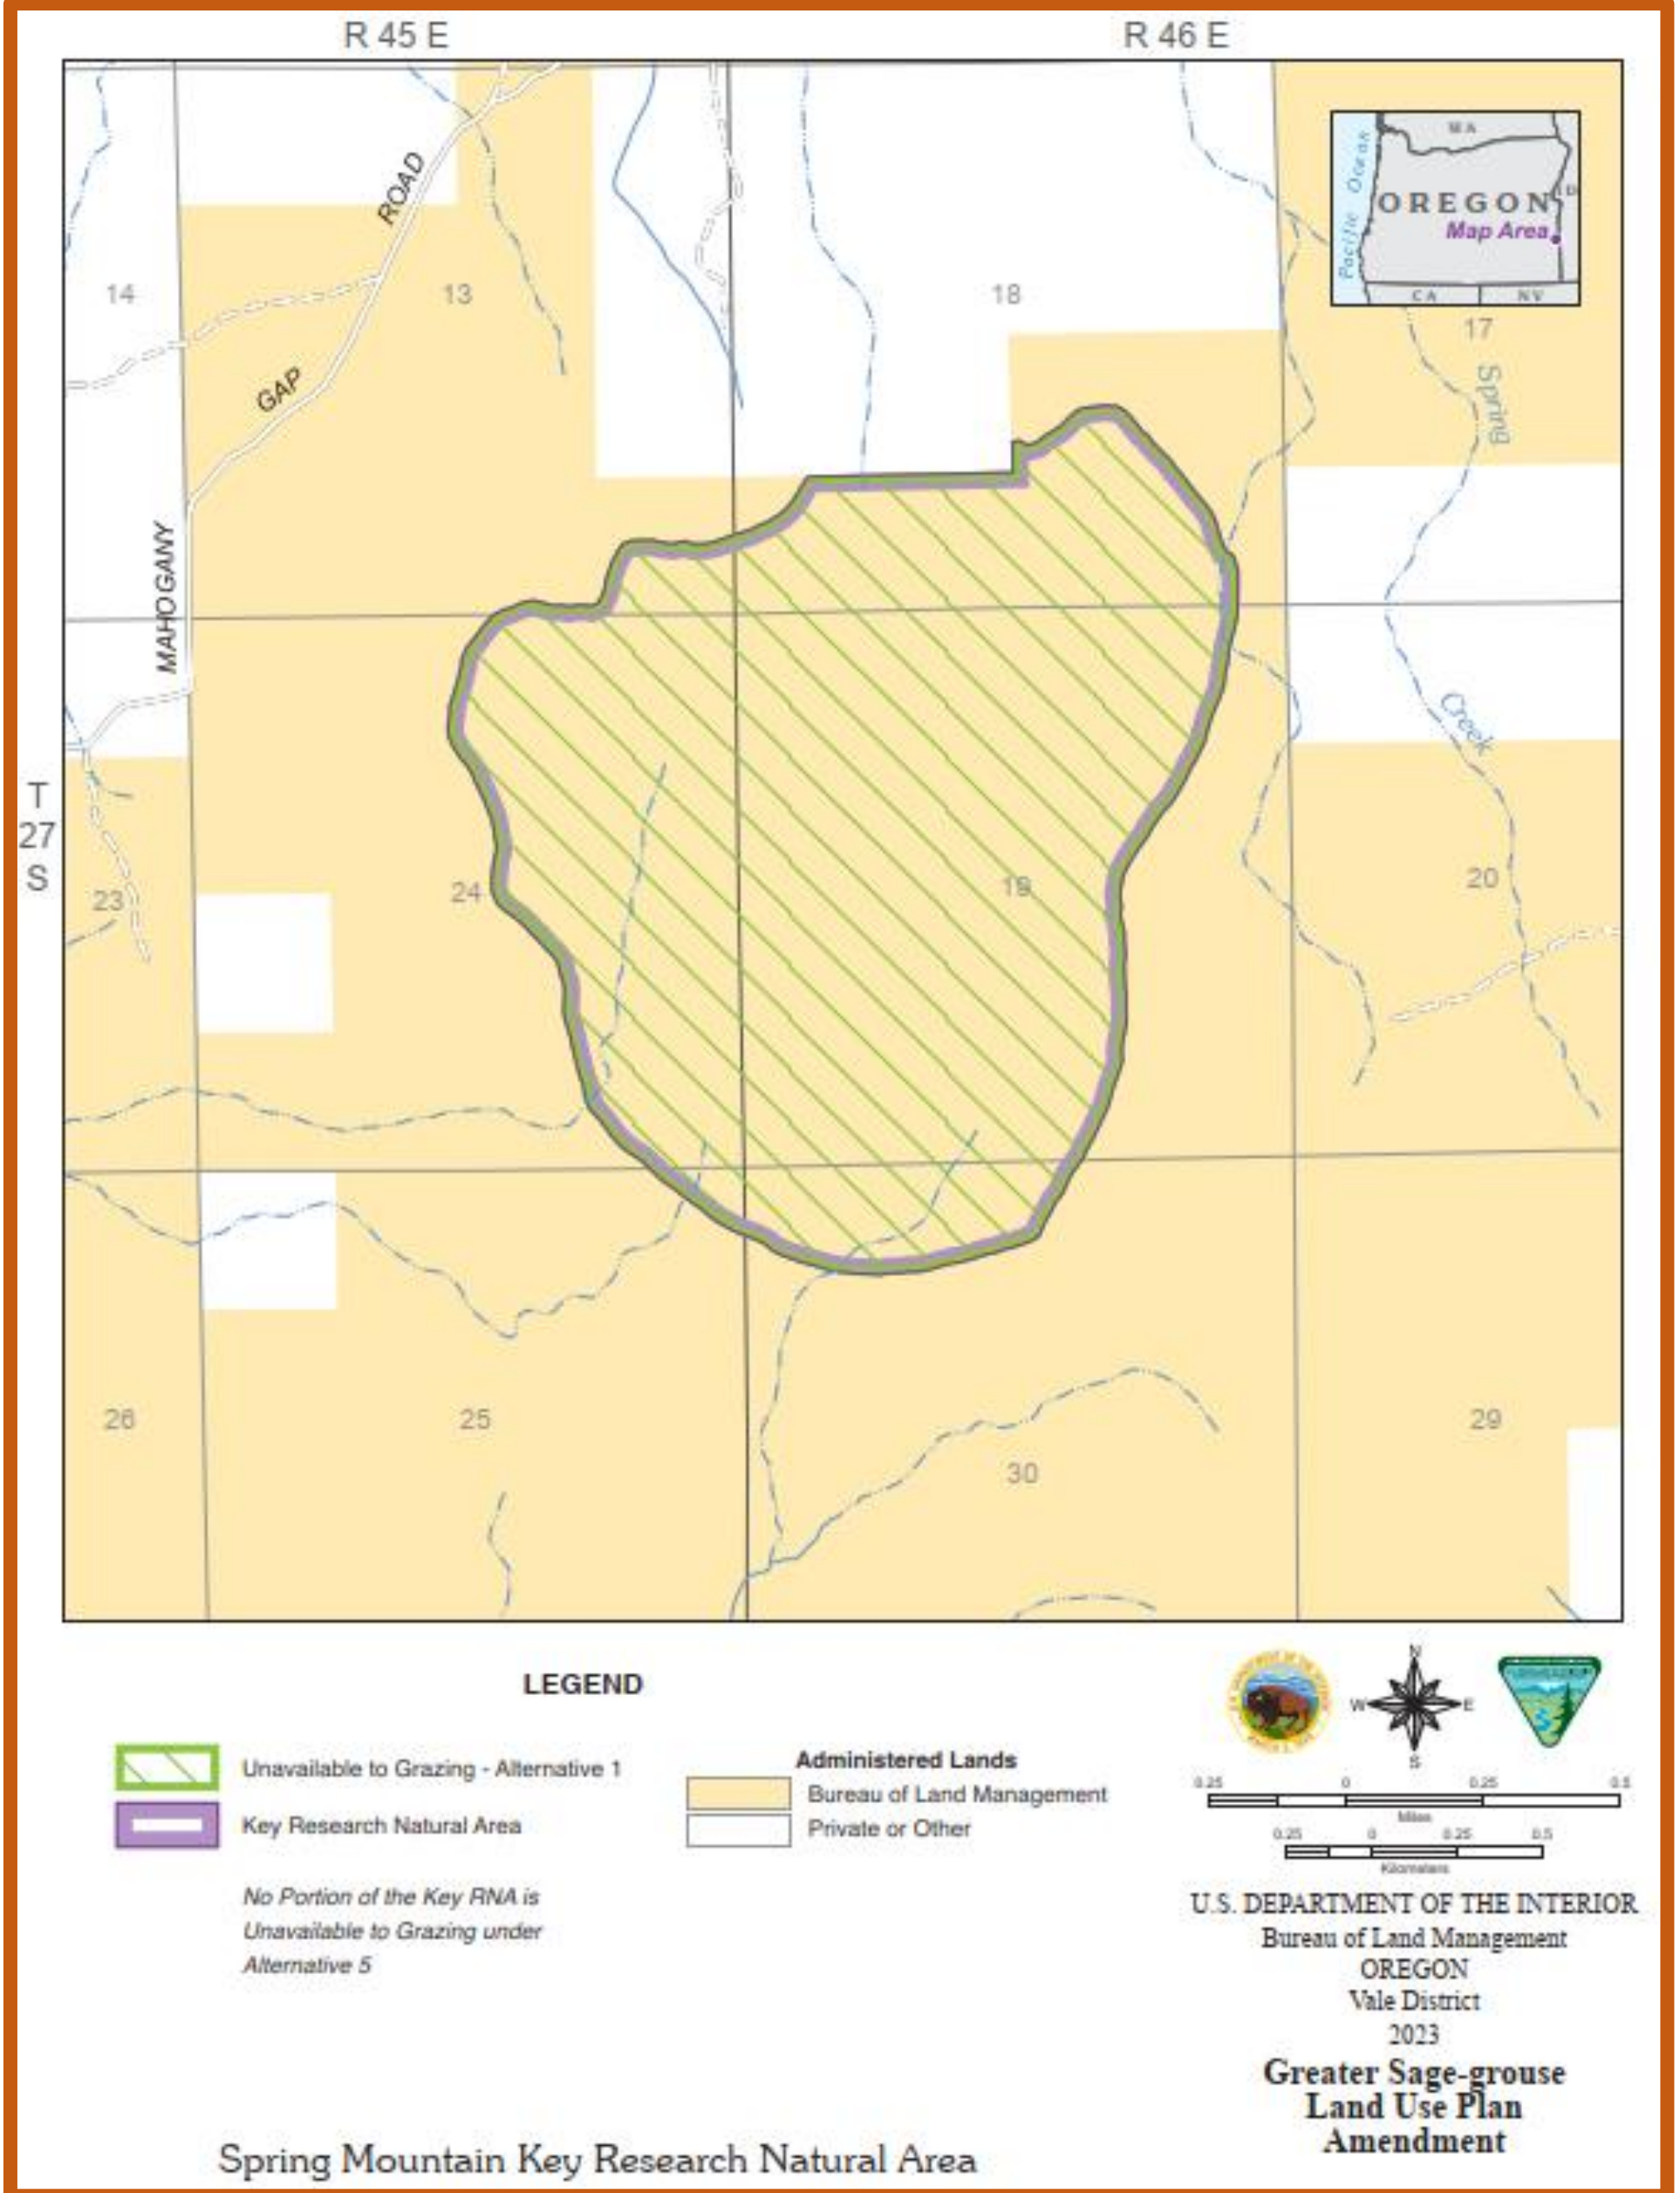 R 45 E
R 46 E
WA
Pacific Ocean
OREGON
ID
Map Area
CA
NV
ROAD
14
13
18
17
GAP
Spring
MAHOGANY
Creek
T
27
S
23
24
19
20
26
25
30
29
LEGEND
Unavailable to Grazing - Alternative 1
Key Research Natural Area
No Portion of the Key RNA is
Unavailable to Grazing under
Alternative 5
Administered Lands
Bureau of Land Management
Private or Other
N
W
E
S
0.25 0 0.25 0.5
Miles
0.25 0 0.25 0.5
Kilometers
U.S. DEPARTMENT OF THE INTERIOR
Bureau of Land Management
OREGON
Vale District
2023
Greater Sage-grouse
Land Use Plan
Amendment
Spring Mountain Key Research Natural Area